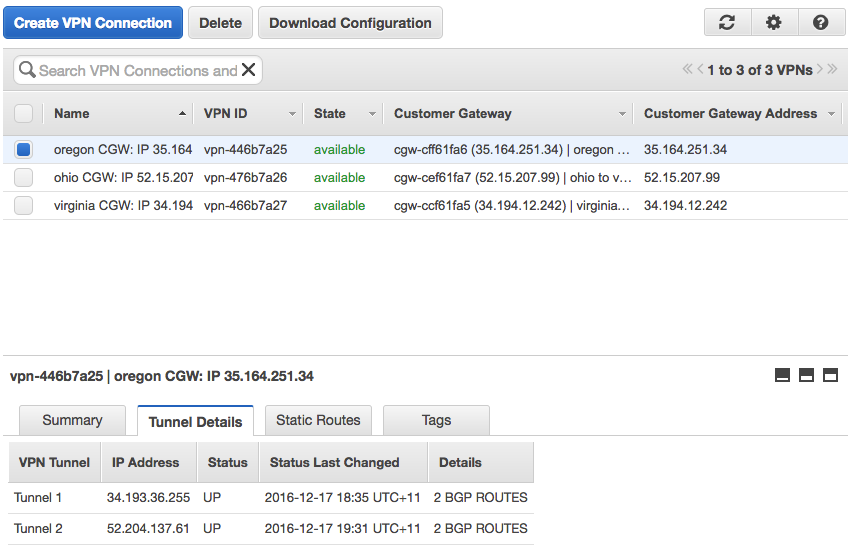 Create VPN Connection Delete Download Configuration
Search VPN Connections and
1 to 3 of 3 VPNs
Name VPN ID State Customer Gateway Customer Gateway Address
oregon CGW: IP 35.164 vpn-446b7a25 available cgw-cff61fa6 (35.164.251.34) | oregon ... 35.164.251.34
ohio CGW: IP 52.15.207 vpn-476b7a26 available cgw-cef61fa7 (52.15.207.99) | ohio to v... 52.15.207.99
virginia CGW: IP 34.194 vpn-466b7a27 available cgw-ccf61fa5 (34.194.12.242) | virginia... 34.194.12.242
vpn-446b7a25 | oregon CGW: IP 35.164.251.34
Summary Tunnel Details Static Routes Tags
VPN Tunnel IP Address Status Status Last Changed Details
Tunnel 1 34.193.36.255 UP 2016-12-17 18:35 UTC+11 2 BGP ROUTES
Tunnel 2 52.204.137.61 UP 2016-12-17 19:31 UTC+11 2 BGP ROUTES